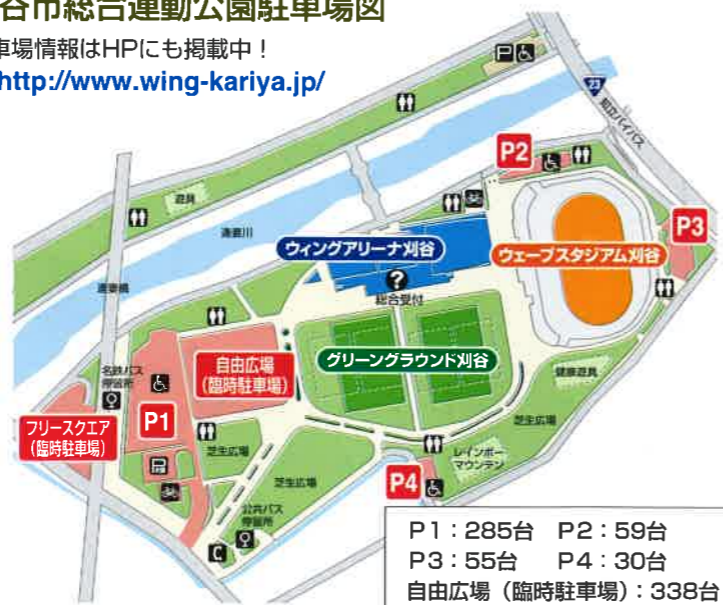 谷市総合運動公園駐車場図
車場情報はHPにも掲載中！
http://www.wing-kariya.jp/
P
23
知立バイパス
P2
遊具
逢妻川
P3
ウィングアリーナ刈谷
ウェーブスタジアム刈谷
?
総合受付
逢妻橋
グリーングラウンド刈谷
名鉄バス
停留所
自由広場
（臨時駐車場）
健康遊具
P1
フリースクエア
（臨時駐車場）
芝生広場
芝生広場
レインボー
マウンテン
芝生広場
P4
公共バス
停留所
P1：285台 P2：59台
P3：55台 P4：30台
自由広場（臨時駐車場）：338台